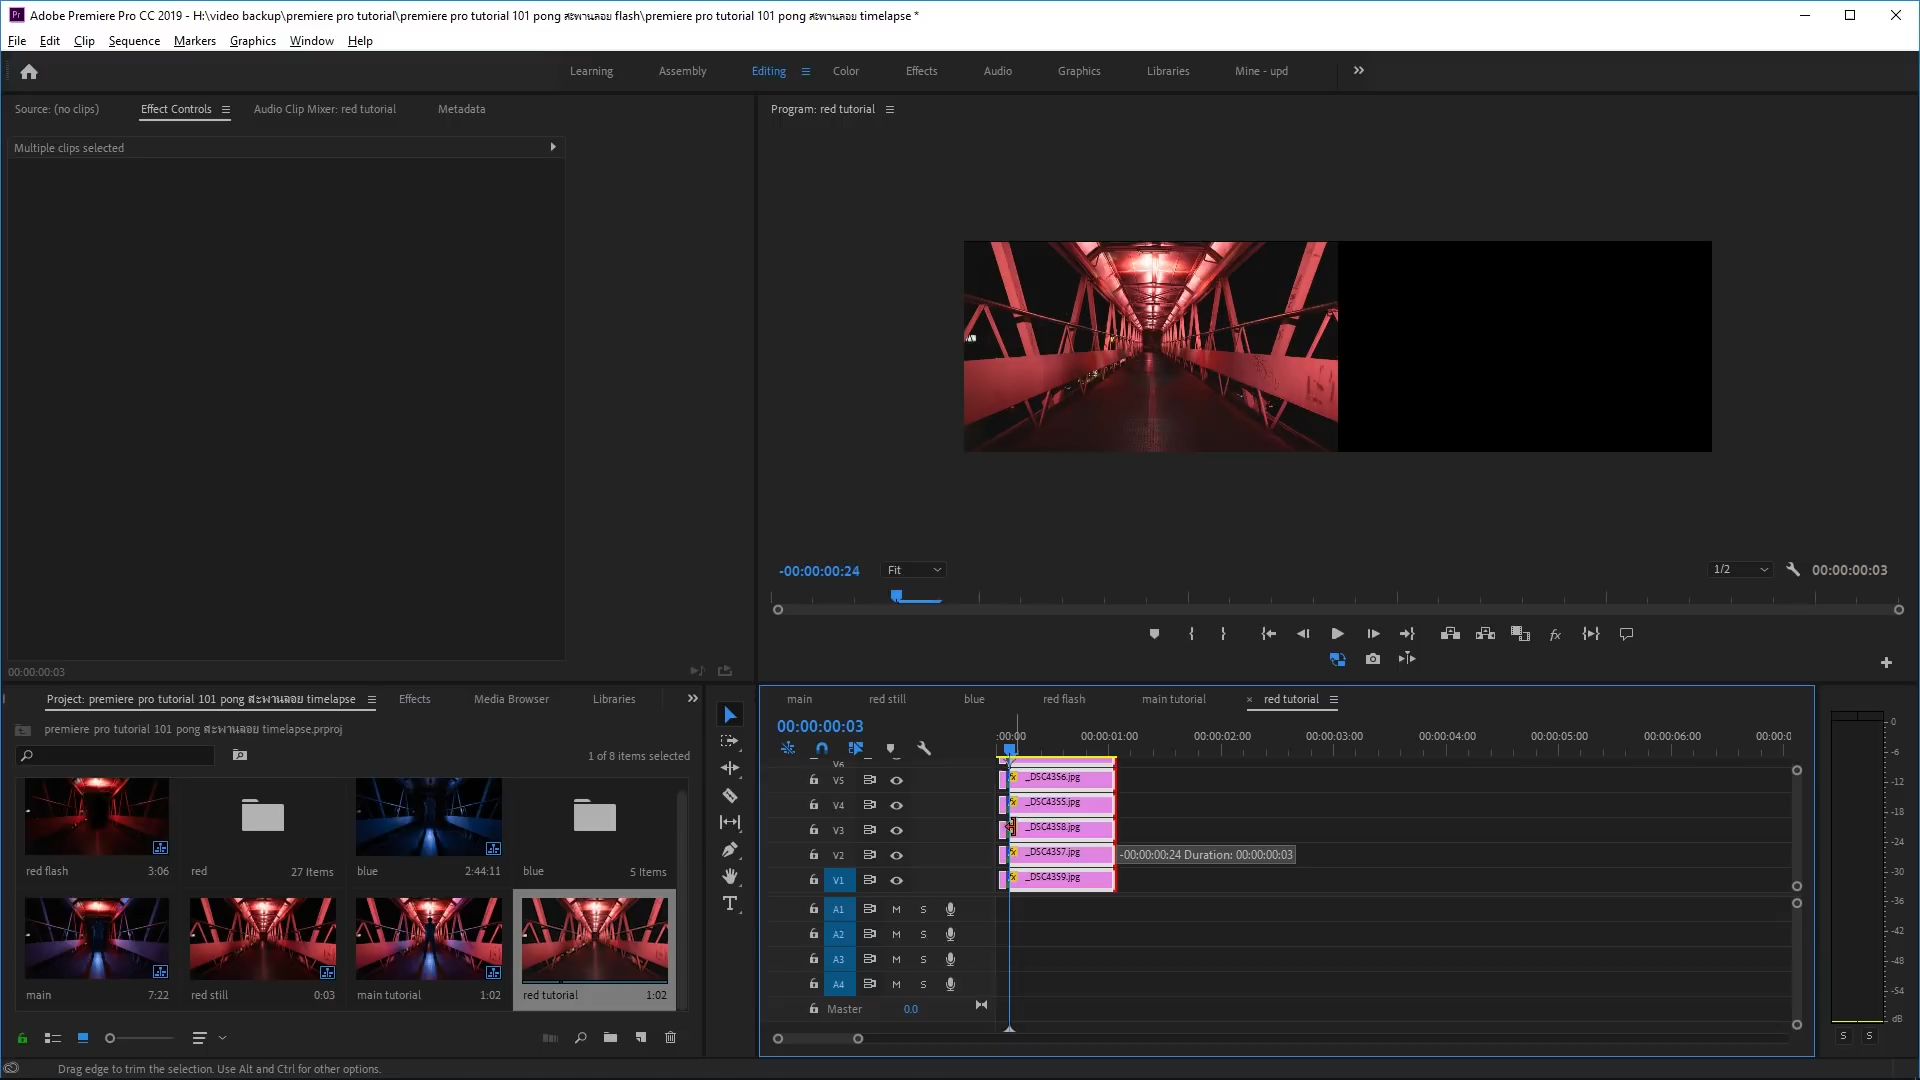 Adobe Premiere Pro CC 2019 - H:\video backup\premiere pro tutorial\premiere pro tutorial 101 pong สะพานลอย flash\premiere pro tutorial 101 pong สะพานลอย timelapse *
File Edit Clip Sequence Markers Graphics Window Help
Learning Assembly Editing Color Effects Audio Graphics Libraries Mine - upd
Source: (no clips) Effect Controls Audio Clip Mixer: red tutorial Metadata
Program: red tutorial
Multiple clips selected
-00:00:00:24 Fit 1/2 00:00:00:03
00:00:00:03
Project: premiere pro tutorial 101 pong สะพานลอย timelapse Effects Media Browser Libraries
premiere pro tutorial 101 pong สะพานลอย timelapse.prproj
1 of 8 items selected
red flash 3:06
red 27 Items
blue 2:44:11
blue 5 Items
main 7:22
red still 0:03
main tutorial 1:02
red tutorial 1:02
main red still blue red flash main tutorial × red tutorial
00:00:00:03
:00:00 00:00:01:00 00:00:02:00 00:00:03:00 00:00:04:00 00:00:05:00 00:00:06:00 00:00:0
V6
V5 fx _DSC4356.jpg
V4 _DSC4355.jpg
V3 _DSC4358.jpg
V2 fx _DSC4357.jpg
-00:00:00:24 Duration: 00:00:00:03
V1 fx _DSC4359.jpg
A1 M S
A2 M S
A3 M S
A4 M S
Master 0.0
0
-6
-12
-18
-24
-30
-36
-42
-48
-54
dB
S S
Drag edge to trim the selection. Use Alt and Ctrl for other options.